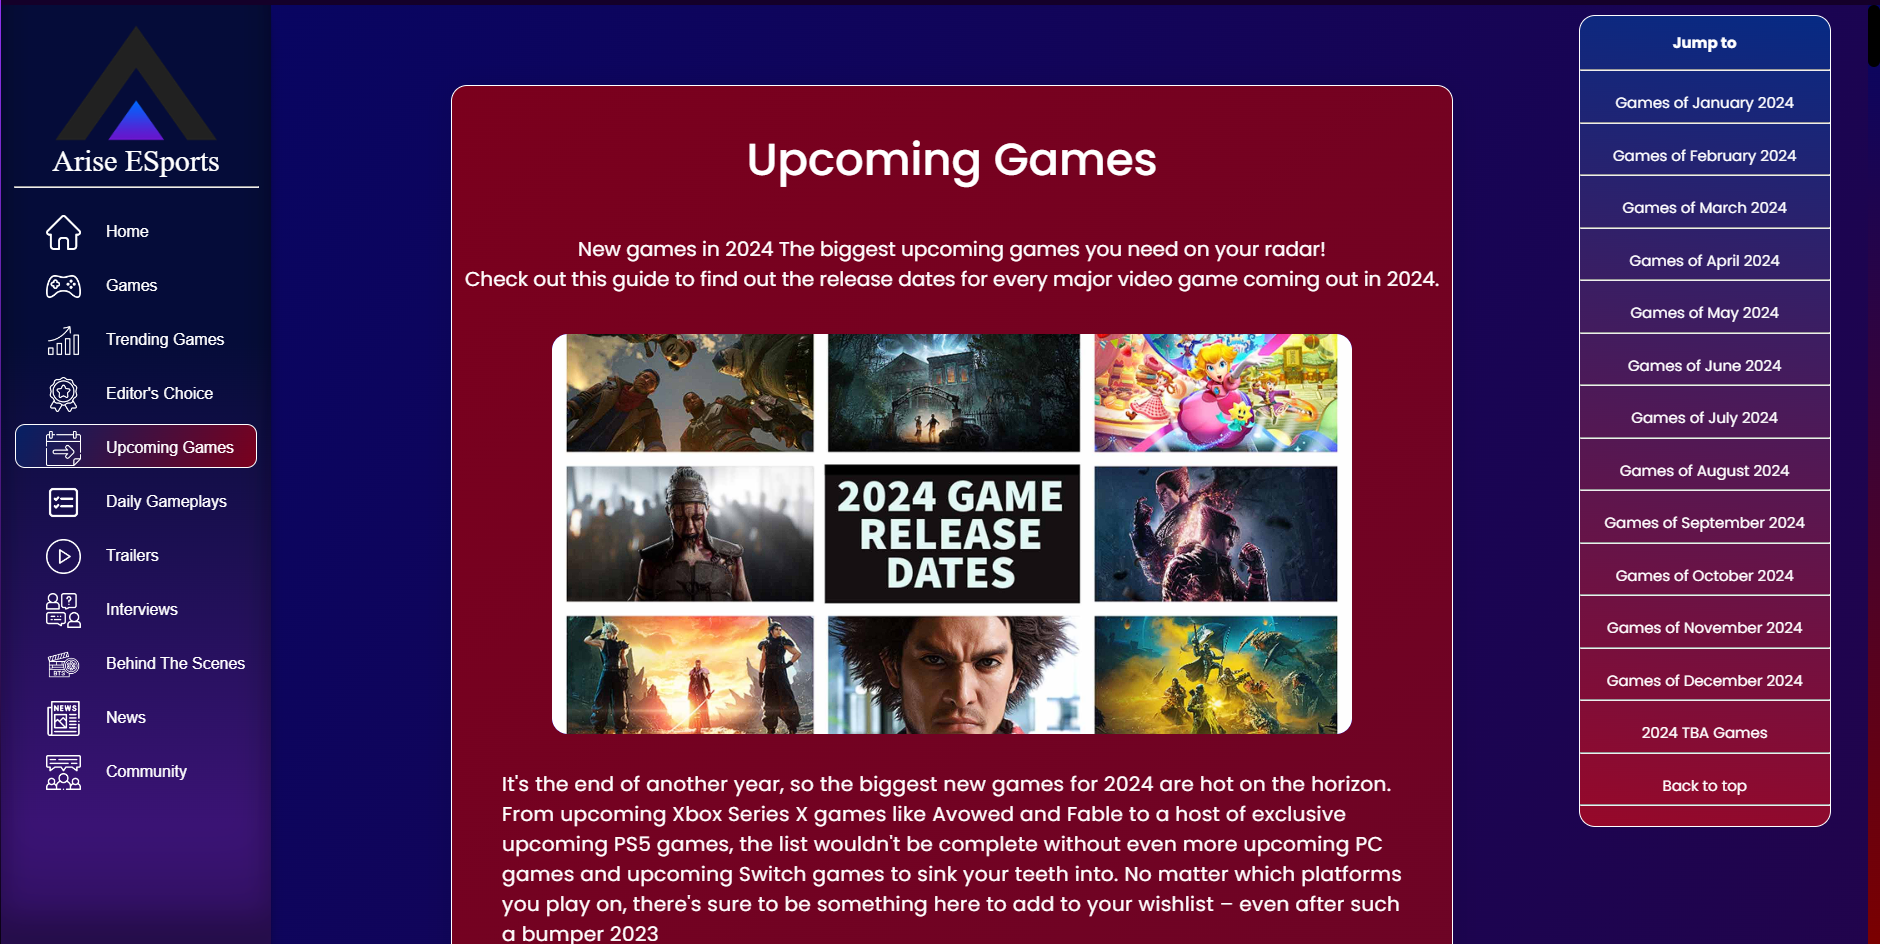 Arise ESports
Home
Games
Trending Games
Editor's Choice
Upcoming Games
Daily Gameplays
Trailers
Interviews
BTS
Behind The Scenes
NEWS
News
Community
Upcoming Games
New games in 2024 The biggest upcoming games you need on your radar!
Check out this guide to find out the release dates for every major video game coming out in 2024.
2024 GAME
RELEASE
DATES
It's the end of another year, so the biggest new games for 2024 are hot on the horizon.
From upcoming Xbox Series X games like Avowed and Fable to a host of exclusive
upcoming PS5 games, the list wouldn't be complete without even more upcoming PC
games and upcoming Switch games to sink your teeth into. No matter which platforms
you play on, there's sure to be something here to add to your wishlist – even after such
a bumper 2023
Jump to
Games of January 2024
Games of February 2024
Games of March 2024
Games of April 2024
Games of May 2024
Games of June 2024
Games of July 2024
Games of August 2024
Games of September 2024
Games of October 2024
Games of November 2024
Games of December 2024
2024 TBA Games
Back to top